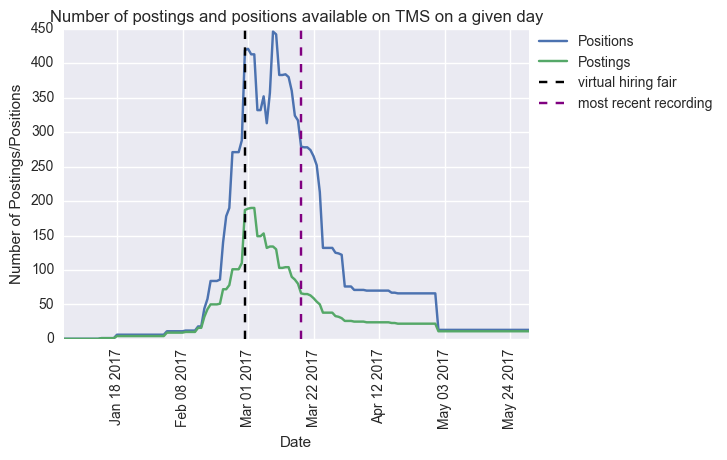 Number of postings and positions available on TMS on a given day
Number of Postings/Positions
450
400
350
300
250
200
150
100
50
0
Jan 18 2017
Feb 08 2017
Mar 01 2017
Mar 22 2017
Apr 12 2017
May 03 2017
May 24 2017
Date
Positions
Postings
virtual hiring fair
most recent recording